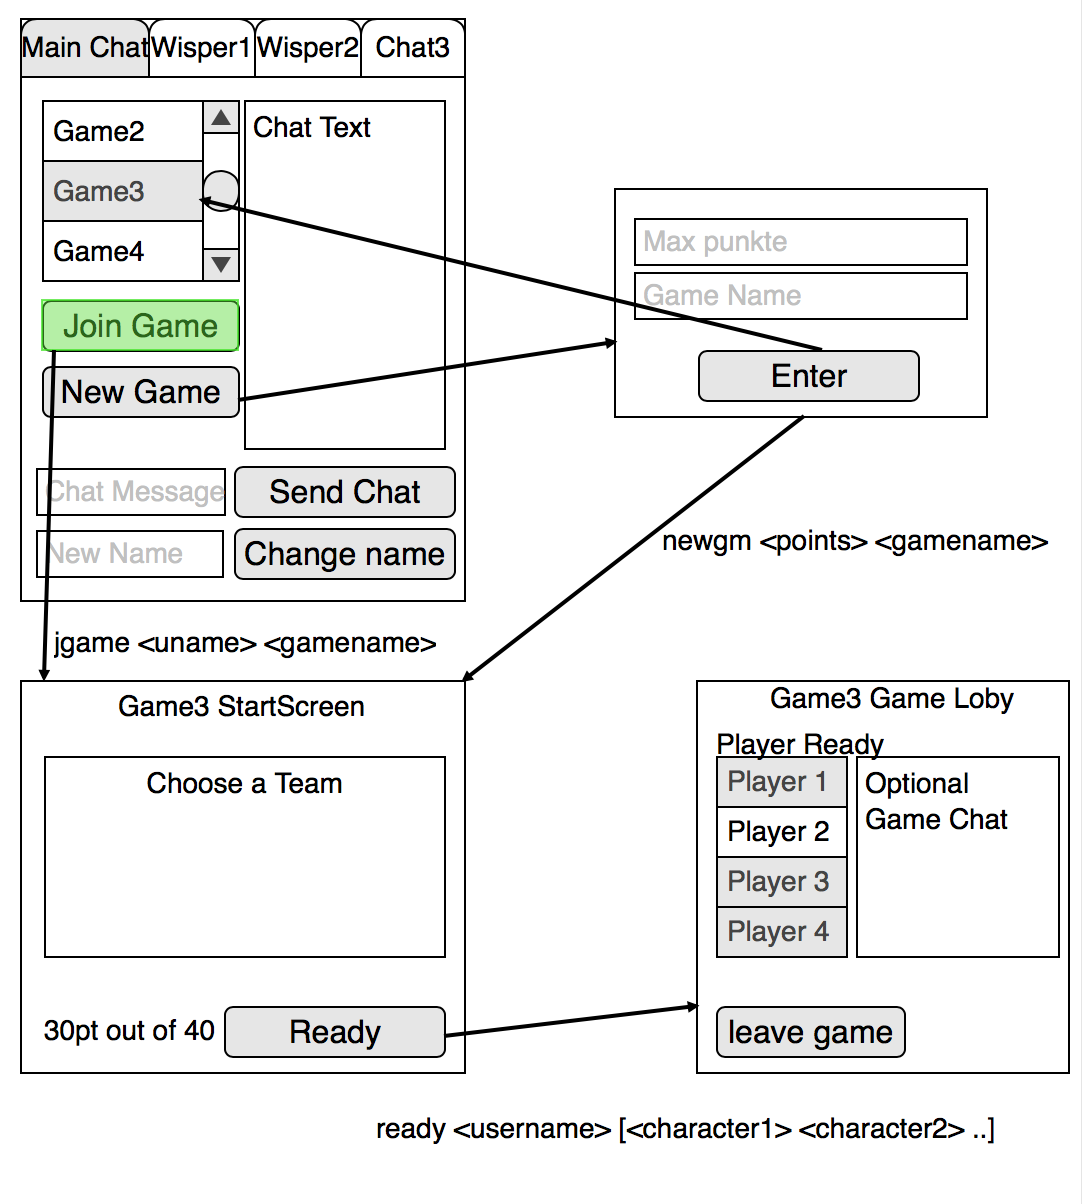 Main Chat Wisper1 Wisper2 Chat3
Game2
Game3
Game4
Chat Text
Join Game
New Game
Chat Message
Send Chat
New Name
Change name
Max punkte
Game Name
Enter
newgm <points> <gamename>
jgame <uname> <gamename>
Game3 StartScreen
Choose a Team
30pt out of 40
Ready
Game3 Game Loby
Player Ready
Player 1
Player 2
Player 3
Player 4
Optional
Game Chat
leave game
ready <username> [<character1> <character2> ..]